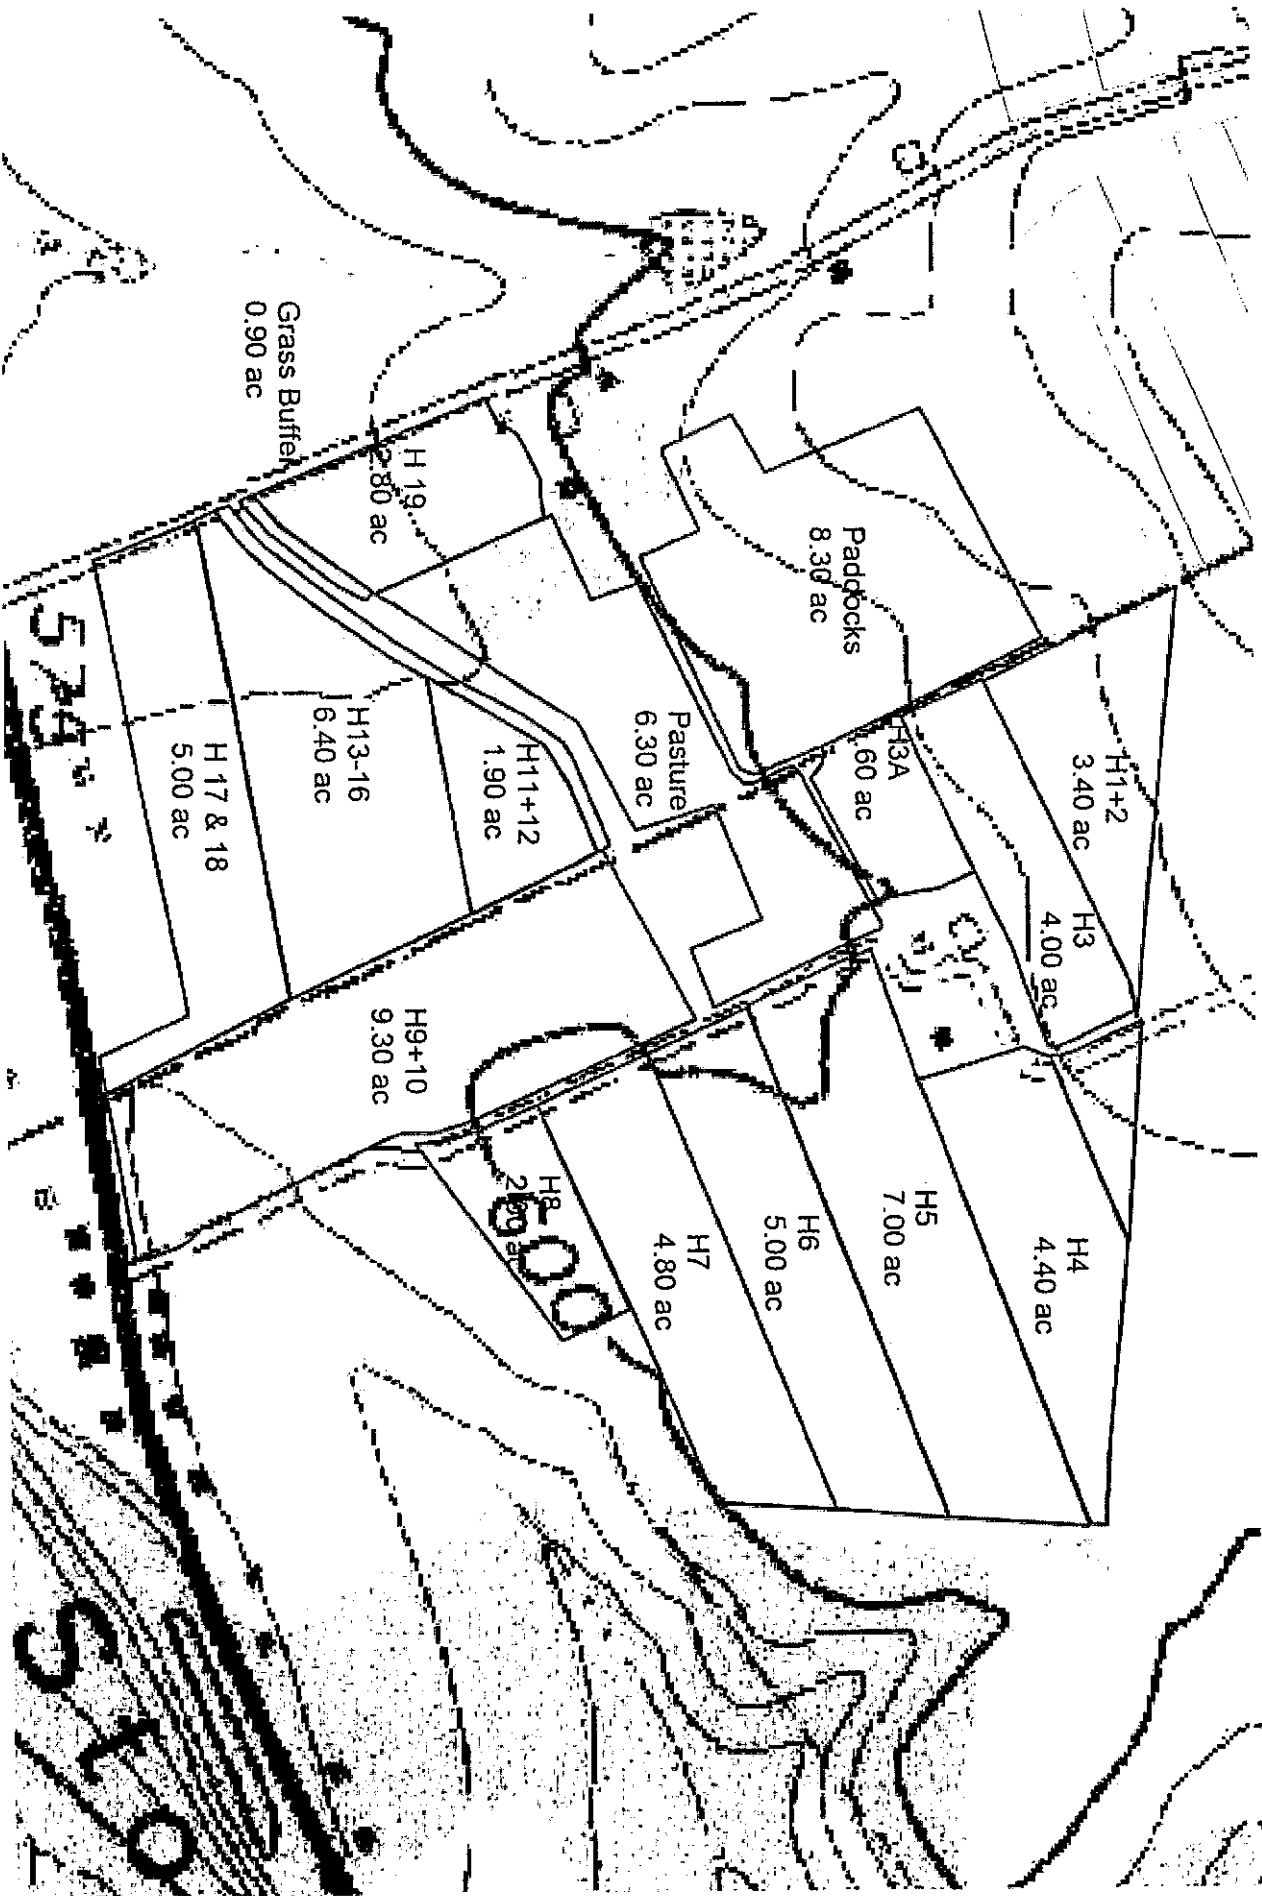 H1+2
3.40 ac
H3
4.00 ac
H3A
.60 ac
H4
4.40 ac
Paddocks
8.30 ac
H5
7.00 ac
H6
5.00 ac
Pasture
6.30 ac
H7
4.80 ac
H8
500
H11+12
1.90 ac
H9+10
9.30 ac
H 19
2.80 ac
H13-16
6.40 ac
Grass Buffer
0.90 ac
H 17 & 18
5.00 ac
574